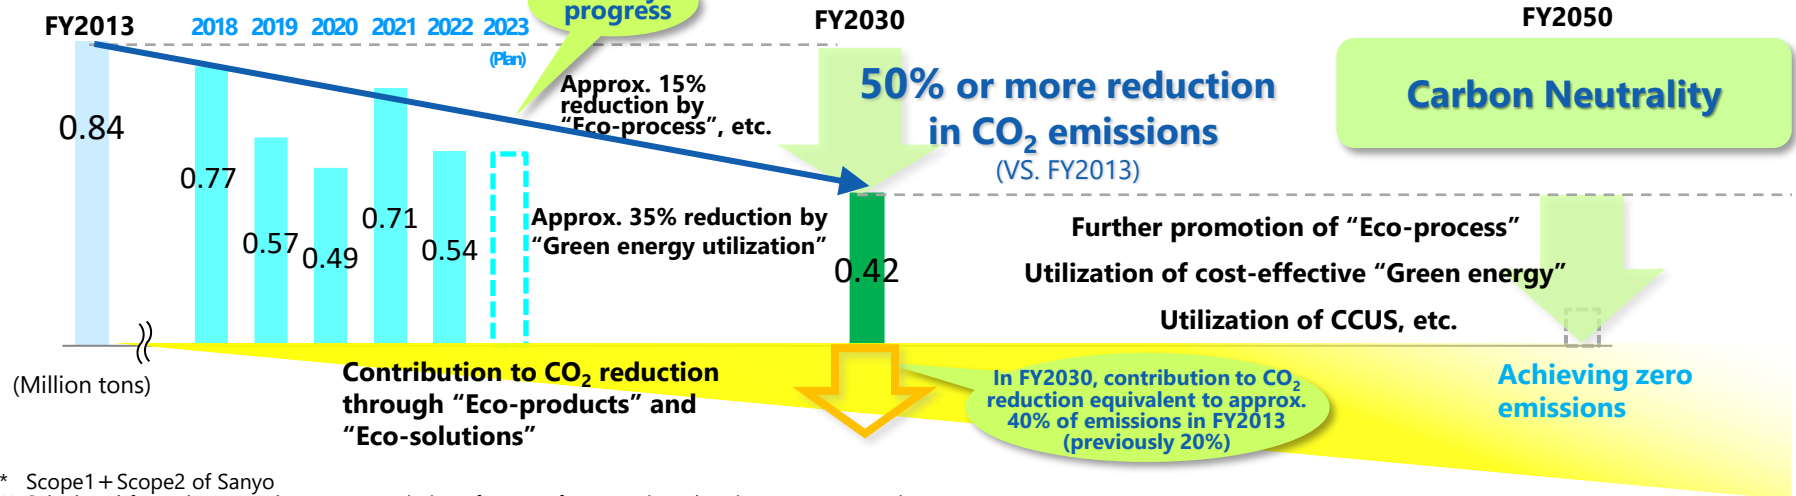 progress
FY2013
2018 2019 2020 2021 2022 2023
(Plan)
FY2030
FY2050
Approx. 15%
reduction by
“Eco-process”, etc.
50% or more reduction
in CO2 emissions
(VS. FY2013)
Carbon Neutrality
0.84
0.77
0.57
0.49
0.71
0.54
0.42
Approx. 35% reduction by
“Green energy utilization”
Further promotion of “Eco-process”
Utilization of cost-effective “Green energy”
Utilization of CCUS, etc.
(Million tons)
Contribution to CO2 reduction
through “Eco-products” and
“Eco-solutions”
In FY2030, contribution to CO2
reduction equivalent to approx.
40% of emissions in FY2013
(previously 20%)
Achieving zero
emissions
* Scope1+Scope2 of Sanyo